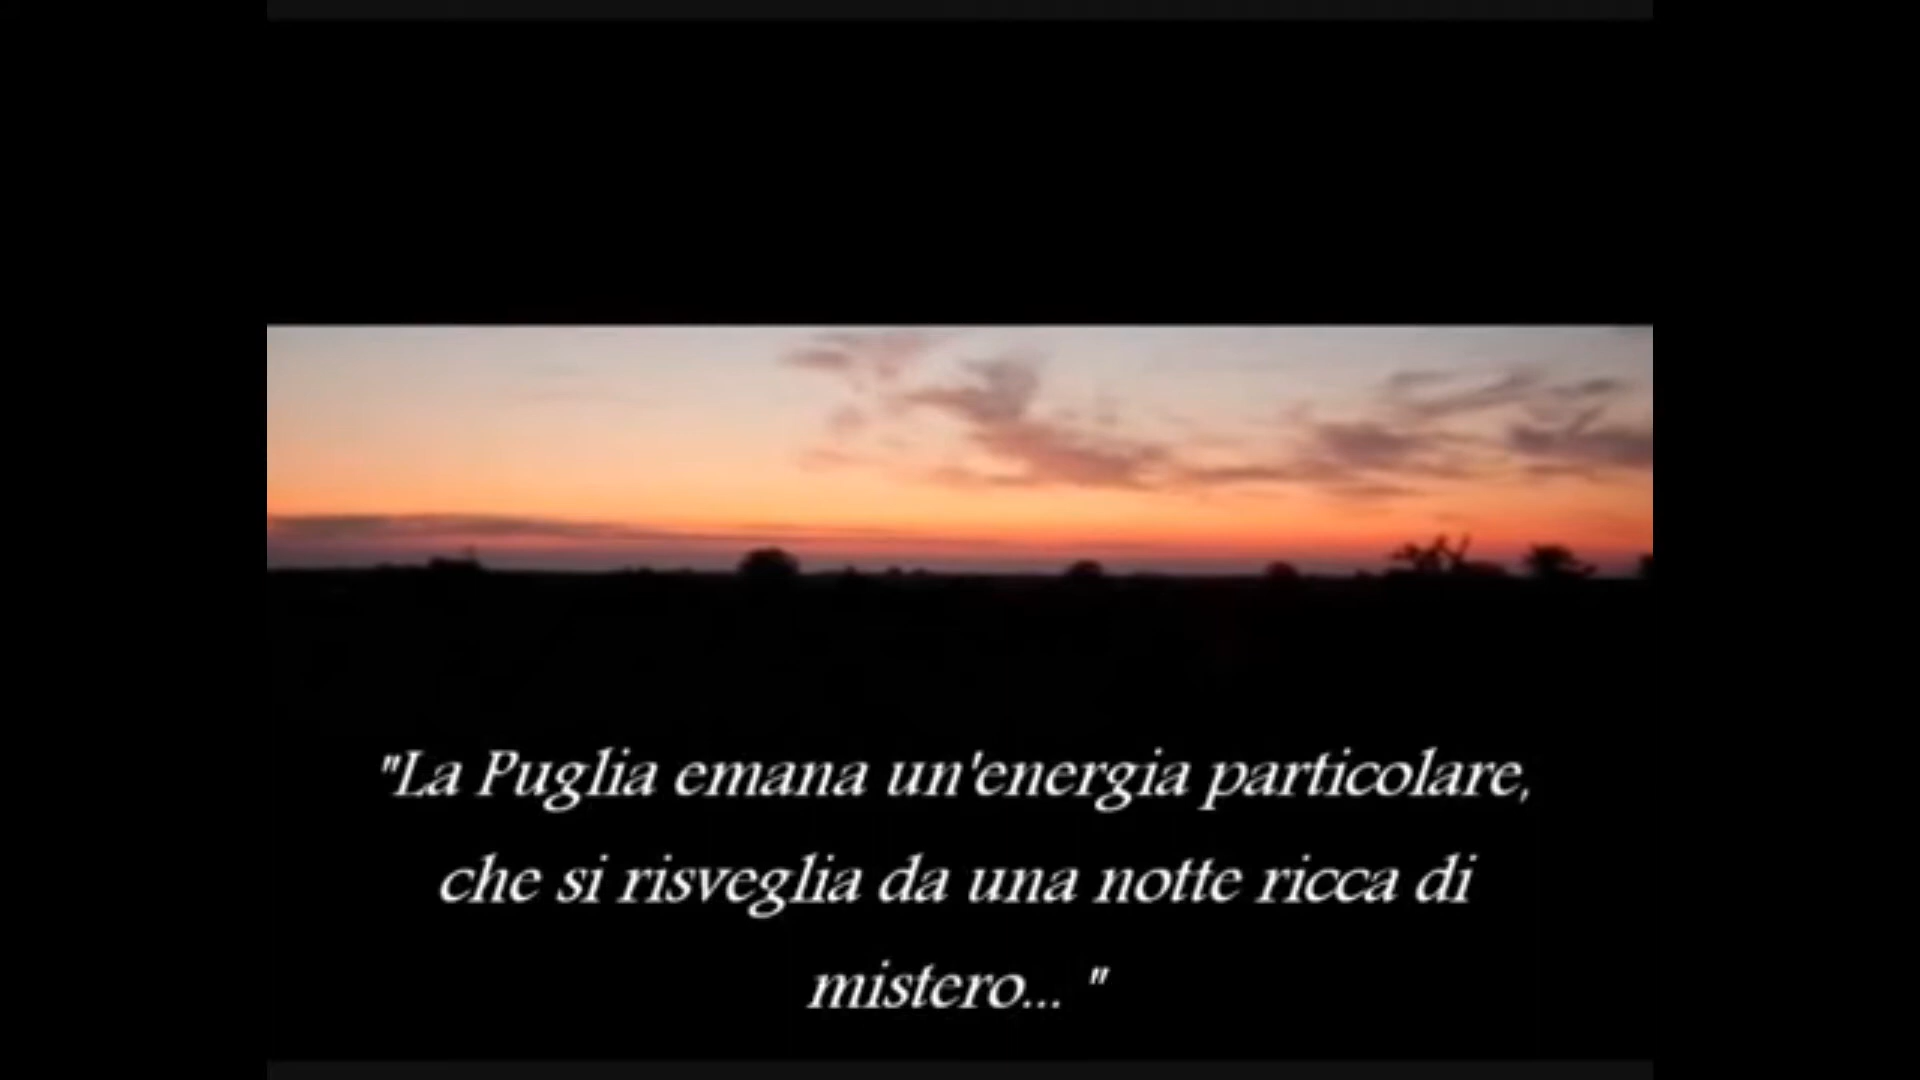 "La Puglia emana un'energia particolare,
che si risveglia da una notte ricca di
mistero... "